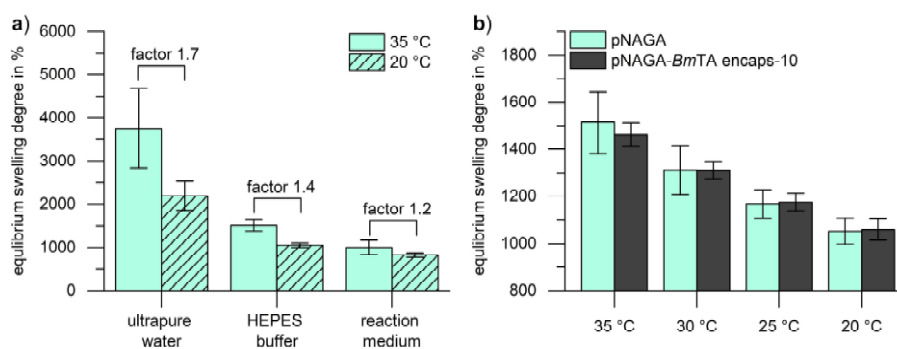 a)
equlibrium swelling degree in %
6000
5000
4000
3000
2000
1000
0
35 °C
20 °C
factor 1.7
factor 1.4
factor 1.2
ultrapure
water
HEPES
buffer
reaction
medium
b)
equlibrium swelling degree in %
1800
1600
1400
1200
1000
800
pNAGA
pNAGA-BmTA encaps-10
35 °C
30 °C
25 °C
20 °C